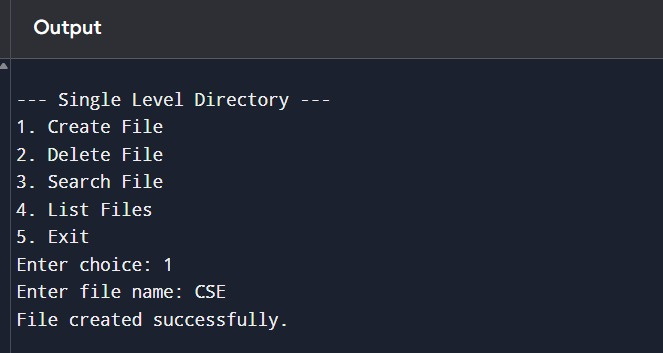 Output
--- Single Level Directory ---
1. Create File
2. Delete File
3. Search File
4. List Files
5. Exit
Enter choice: 1
Enter file name: CSE
File created successfully.